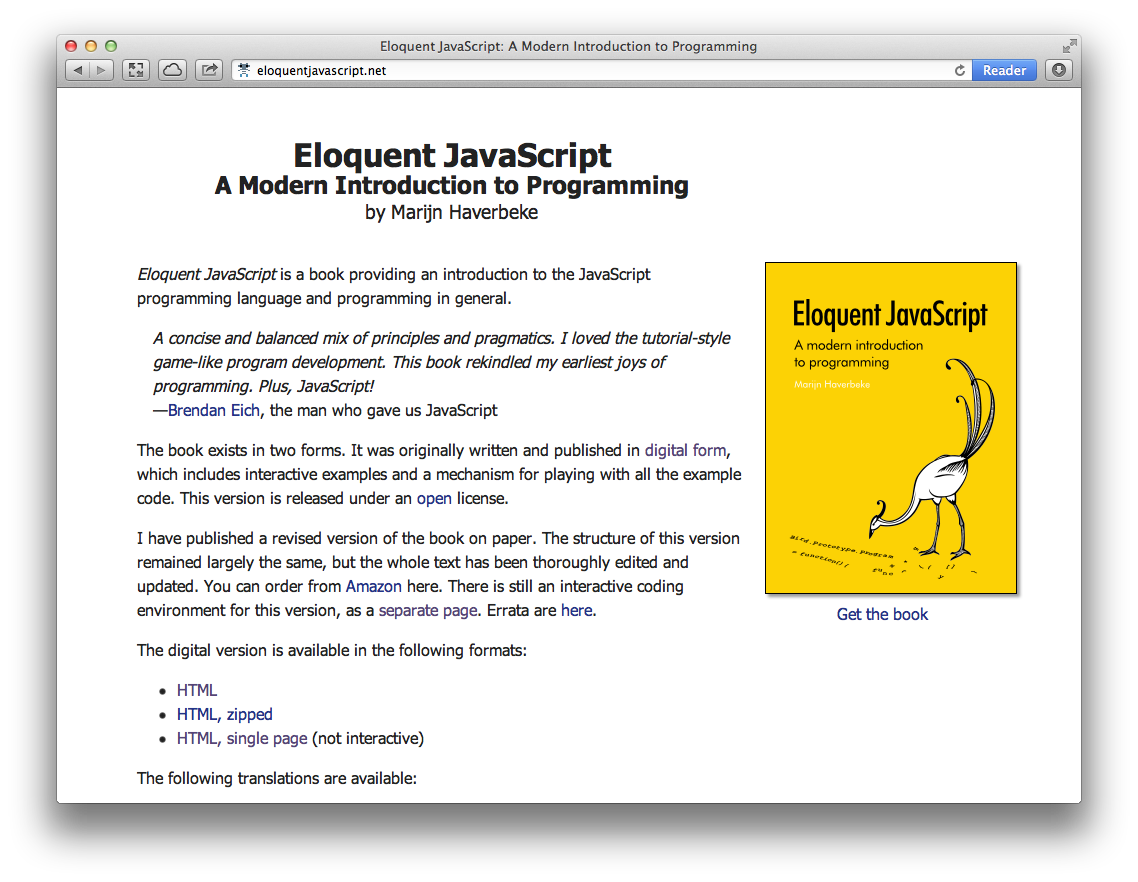 Eloquent JavaScript: A Modern Introduction to Programming
eloquentjavascript.net
Reader
Eloquent JavaScript
A Modern Introduction to Programming
by Marijn Haverbeke
Eloquent JavaScript is a book providing an introduction to the JavaScript
programming language and programming in general.
A concise and balanced mix of principles and pragmatics. I loved the tutorial-style
game-like program development. This book rekindled my earliest joys of
programming. Plus, JavaScript!
—Brendan Eich, the man who gave us JavaScript
The book exists in two forms. It was originally written and published in digital form,
which includes interactive examples and a mechanism for playing with all the example
code. This version is released under an open license.
I have published a revised version of the book on paper. The structure of this version
remained largely the same, but the whole text has been thoroughly edited and
updated. You can order from Amazon here. There is still an interactive coding
environment for this version, as a separate page. Errata are here.
The digital version is available in the following formats:
• HTML
• HTML, zipped
• HTML, single page (not interactive)
The following translations are available:
Eloquent JavaScript
A modern introduction
to programming
Marijn Haverbeke
Bird.Prototype.Program
= function(){
Get the book